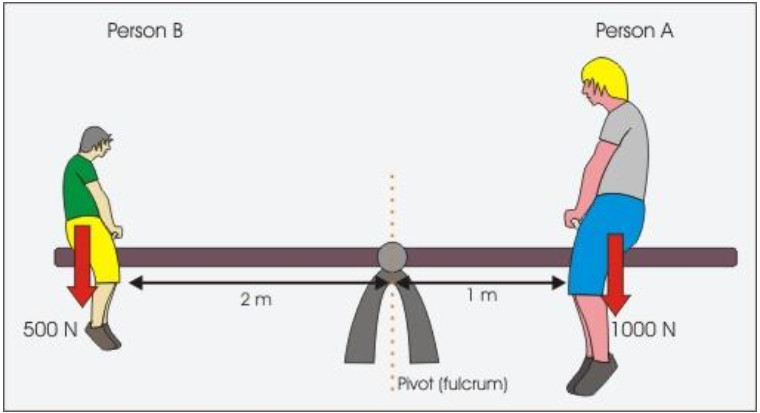 Person B
Person A
2 m
1 m
500 N
1000 N
Pivot (fulcrum)